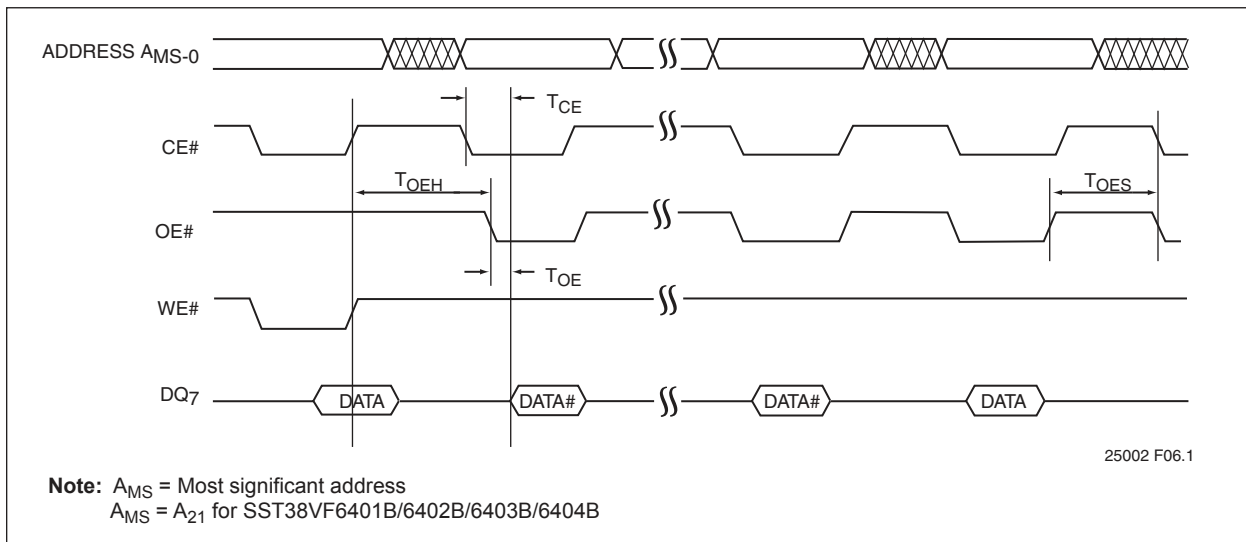 ADDRESS AMS-0
TCE
CE#
TOEH
TOES
OE#
TOE
WE#
DQ7
DATA
DATA#
DATA#
DATA
25002 F06.1
Note: AMS = Most significant address
AMS = A21 for SST38VF6401B/6402B/6403B/6404B